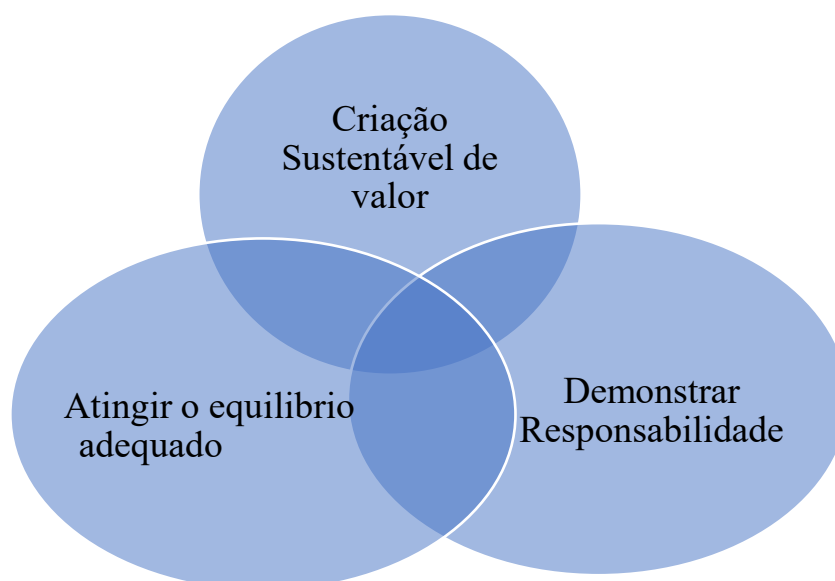 Criação
Sustentável de
valor
Atingir o equilibrio
adequado
Demonstrar
Responsabilidade